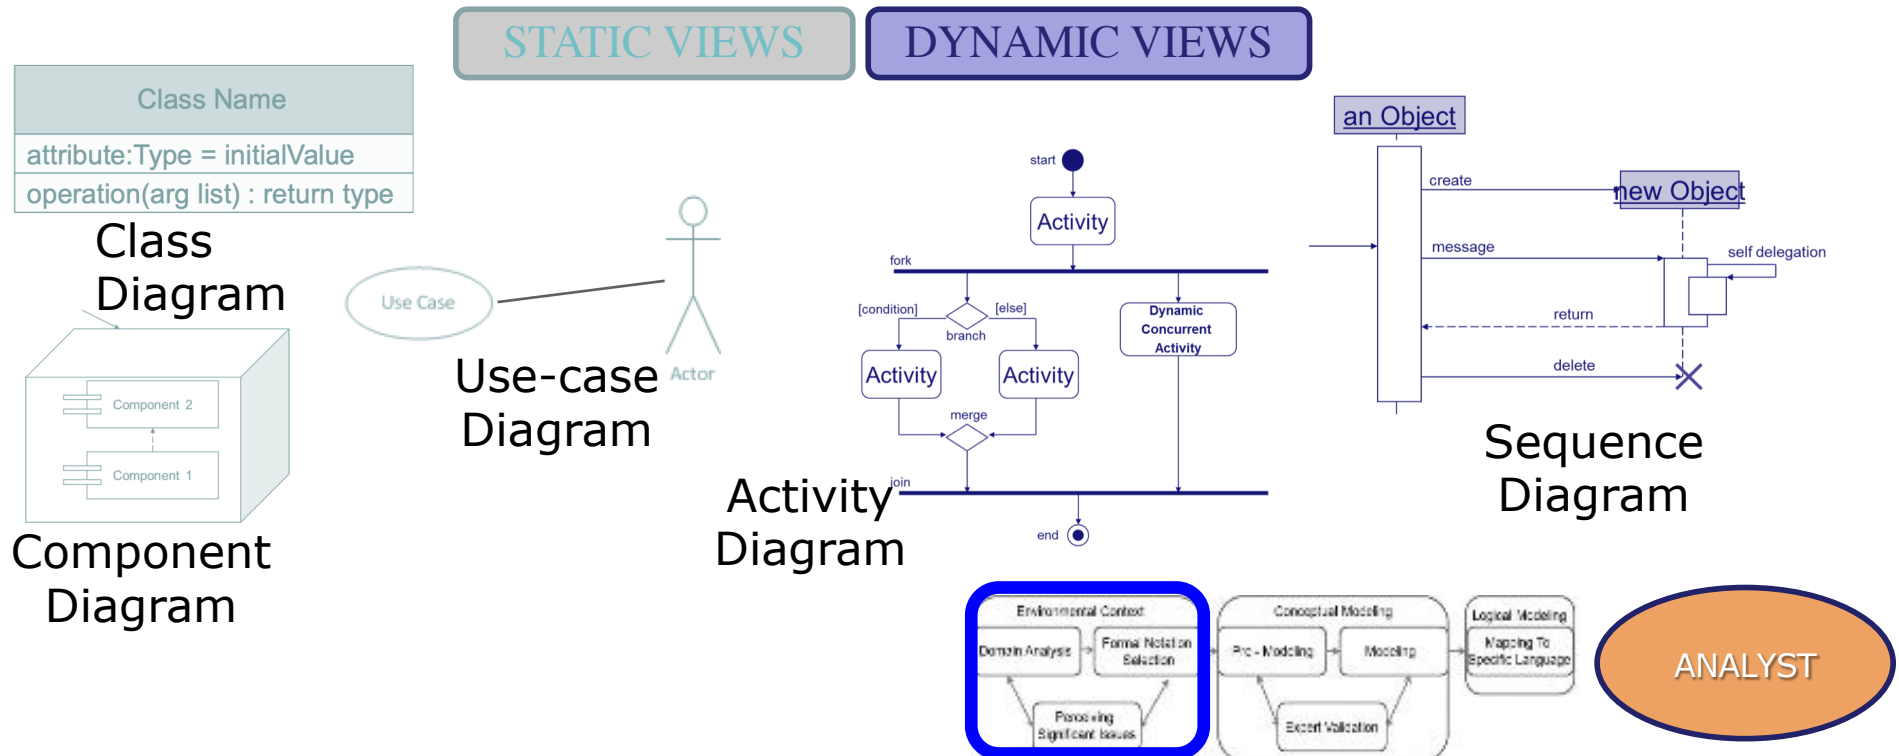 STATIC VIEWS
DYNAMIC VIEWS
Class Name
attribute:Type = initialValue
operation(arg list) : return type
Class
Diagram
Use Case
Actor
Use-case
Diagram
Component 2
Component 1
Component
Diagram
start
Activity
fork
[condition]
[else]
branch
Dynamic
Concurrent
Activity
Activity
Activity
merge
join
end
Activity
Diagram
an Object
create
new Object
message
self delegation
return
delete
Sequence
Diagram
Environmental Context
Domain Analysis
Formal Notation
Selection
Perceiving
Significant Issues
Conceptual Modeling
Pre - Modeling
Modeling
Expert Validation
Logical Modeling
Mapping To
Specific Language
ANALYST